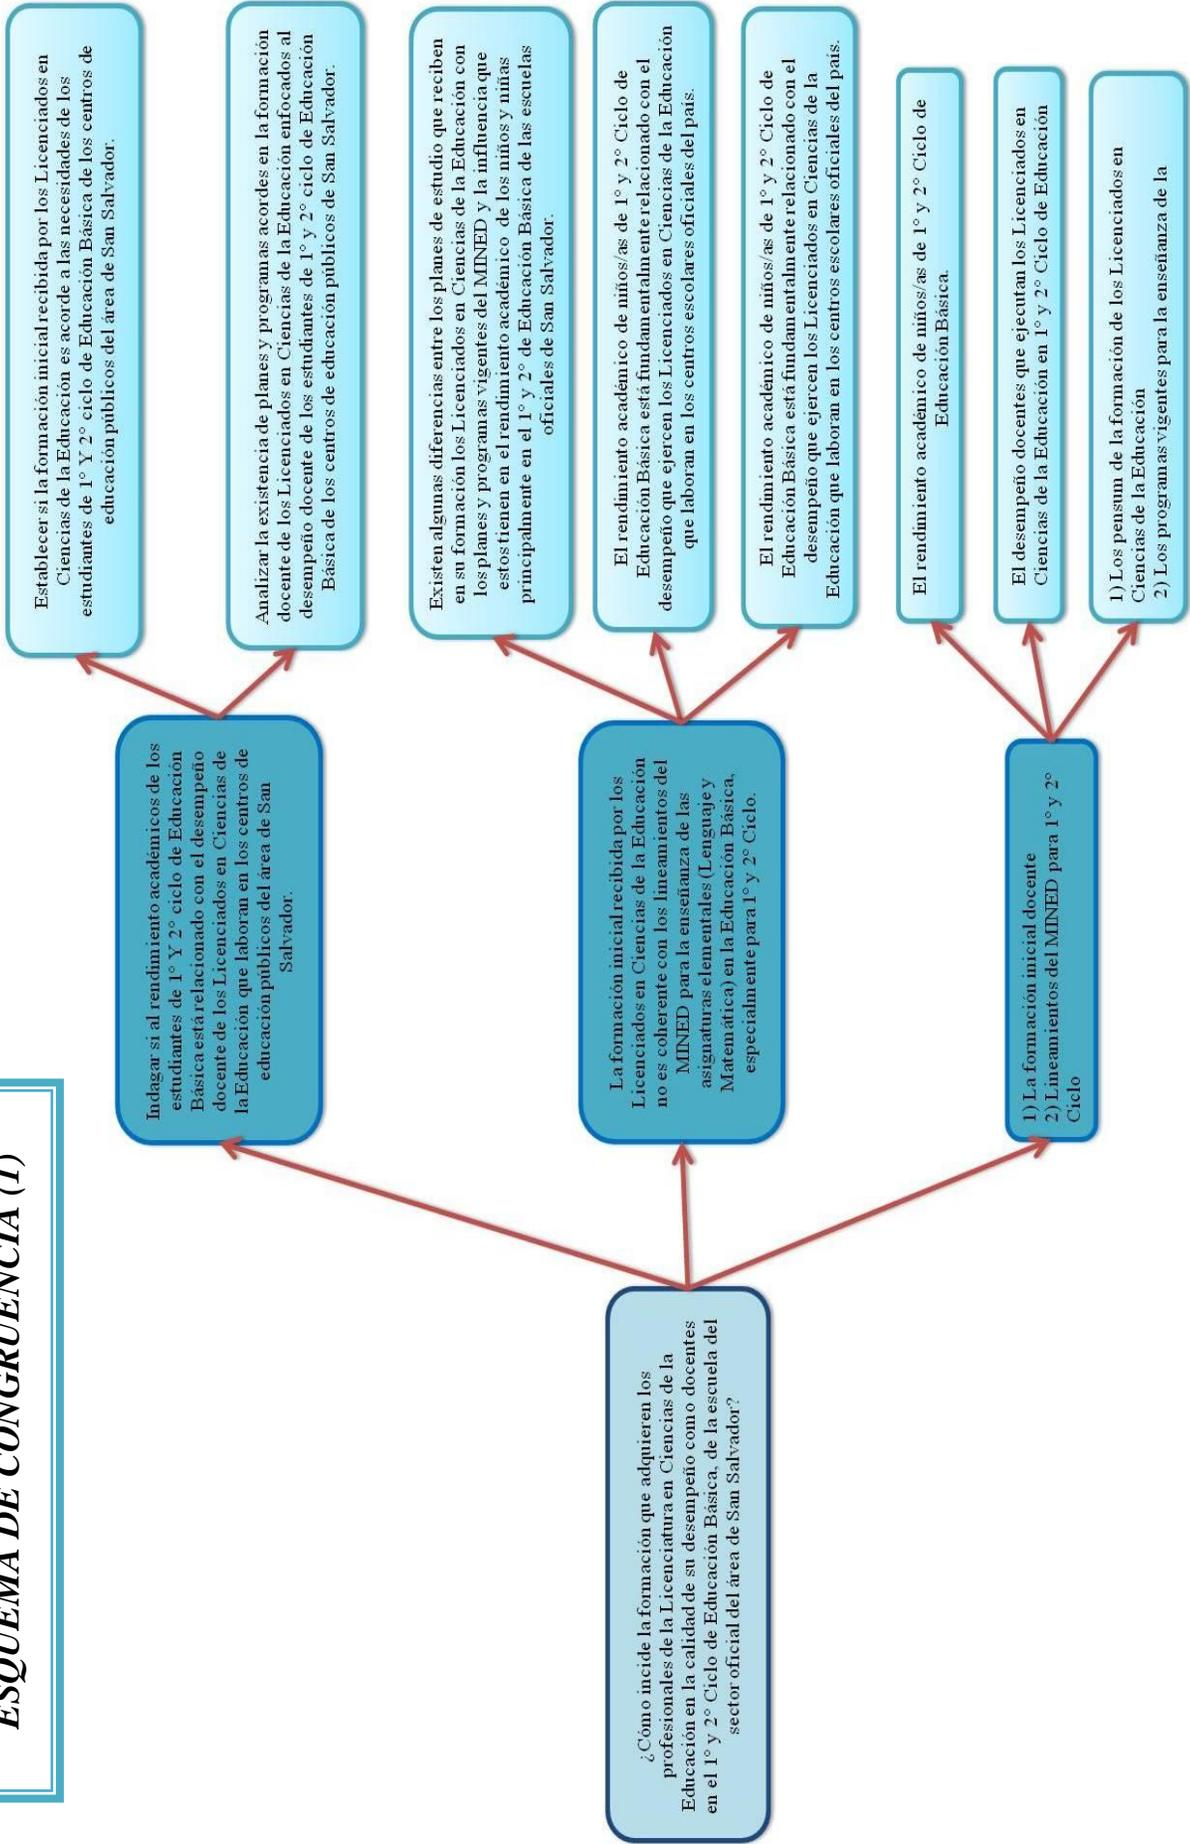 ESQUEMA DE CONGRUENCIA (1)
¿Cómo incide la formación que adquieren los
profesionales de la Licenciatura en Ciencias de la
Educación en la calidad de su desempeño como docentes
en el 1° y 2° Ciclo de Educación Básica, de la escuela del
sector oficial del área de San Salvador?
Indagar si al rendimiento académicos de los
estudiantes de 1° Y 2° ciclo de Educación
Básica está relacionado con el desempeño
docente de los Licenciados en Ciencias de
la Educación que laboran en los centros de
educación públicos del área de San
Salvador.
Establecer si la formación inicial recibida por los Licenciados en
Ciencias de la Educación es acorde a las necesidades de los
estudiantes de 1° Y 2° ciclo de Educación Básica de los centros de
educación públicos del área de San Salvador.
Analizar la existencia de planes y programas acordes en la formación
docente de los Licenciados en Ciencias de la Educación enfocados al
desempeño docente de los estudiantes de 1° y 2° ciclo de Educación
Básica de los centros de educación públicos de San Salvador.
La formación inicial recibida por los
Licenciados en Ciencias de la Educación
no es coherente con los lineamientos del
MINED para la enseñanza de las
asignaturas elementales (Lenguaje y
Matemática) en la Educación Básica,
especialmente para 1° y 2° Ciclo.
Existen algunas diferencias entre los planes de estudio que reciben
en su formación los Licenciados en Ciencias de la Educación con
los planes y programas vigentes del MINED y la influencia que
estos tienen en el rendimiento académico de los niños y niñas
principalmente en el 1° y 2° de Educación Básica de las escuelas
oficiales de San Salvador.
El rendimiento académico de niños/as de 1° y 2° Ciclo de
Educación Básica está fundamentalmente relacionado con el
desempeño que ejercen los Licenciados en Ciencias de la Educación
que laboran en los centros escolares oficiales del país.
El rendimiento académico de niños/as de 1° y 2° Ciclo de
Educación Básica está fundamentalmente relacionado con el
desempeño que ejercen los Licenciados en Ciencias de la
Educación que laboran en los centros escolares oficiales del país.
1) La formación inicial docente
2) Lineamientos del MINED para 1° y 2°
Ciclo
El rendimiento académico de niños/as de 1° y 2° Ciclo de
Educación Básica.
El desempeño docentes que ejecutan los Licenciados en
Ciencias de la Educación en 1° y 2° Ciclo de Educación
1) Los pensum de la formación de los Licenciados en
Ciencias de la Educación
2) Los programas vigentes para la enseñanza de la